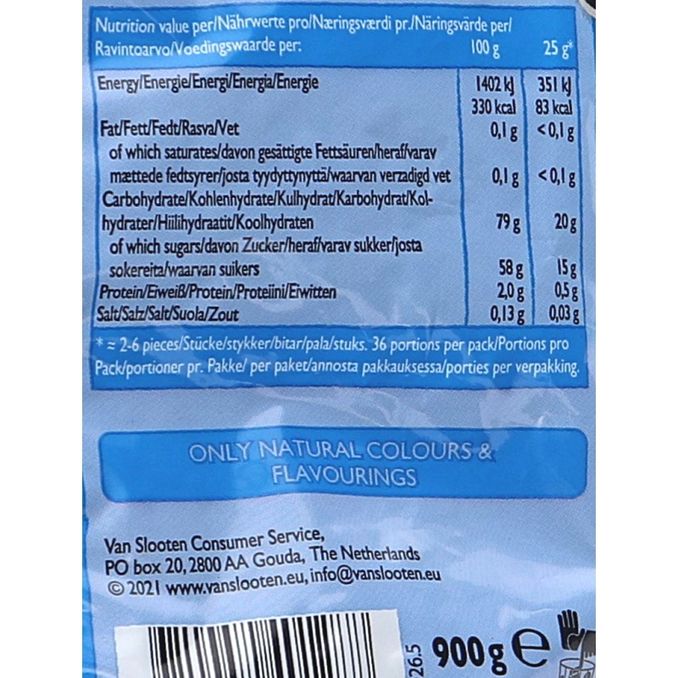 Nutrition value per/Nährwerte pro/Næringsværdi pr./Näringsvärde per/
Ravintoarvo/Voedingswaarde per: 100 g 25 g*
Energy/Energie/Energi/Energia/Energie 1402 kJ 351 kJ
330 kcal 83 kcal
Fat/Fett/Fedt/Rasva/Vet 0,1 g <0,1 g
of which saturates/davon gesättigte Fettsäuren/heraf/varav
mættede fedtsyrer/josta tyydyttynyttä/waarvan verzadigd vet 0,1 g <0,1 g
Carbohydrate/Kohlenhydrate/Kulhydrat/Karbohydrat/Kol-
hydrater/Hiilihydraatit/Koolhydraten 79 g 20 g
of which sugars/davon Zucker/heraf/varav sukker/josta
sokereita/waarvan suikers 58 g 15 g
Protein/Eiweiß/Protein/Proteiini/Eiwitten 2,0 g 0,5 g
Salt/Salz/Salt/Suola/Zout 0,13 g 0,03 g
* ≈ 2-6 pieces/Stücke/stykker/bitar/pala/stuks. 36 portions per pack/Portions pro
Pack/portioner pr. Pakke/ per paket/annosta pakkauksessa/porties per verpakking.
ONLY NATURAL COLOURS &
FLAVOURINGS
Van Slooten Consumer Service,
PO box 20, 2800 AA Gouda, The Netherlands
© 2021 www.vanslooten.eu, info@vanslooten.eu
26.5 900 g e